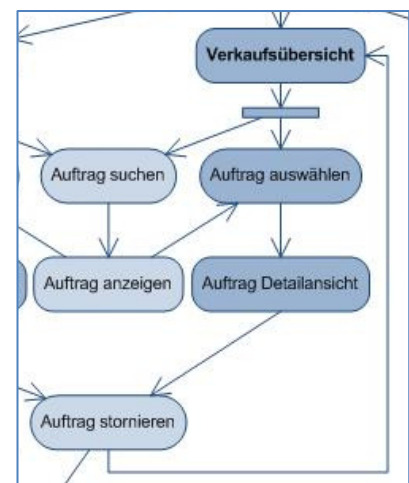 Verkaufsübersicht
Auftrag suchen
Auftrag auswählen
Auftrag anzeigen
Auftrag Detailansicht
Auftrag stornieren